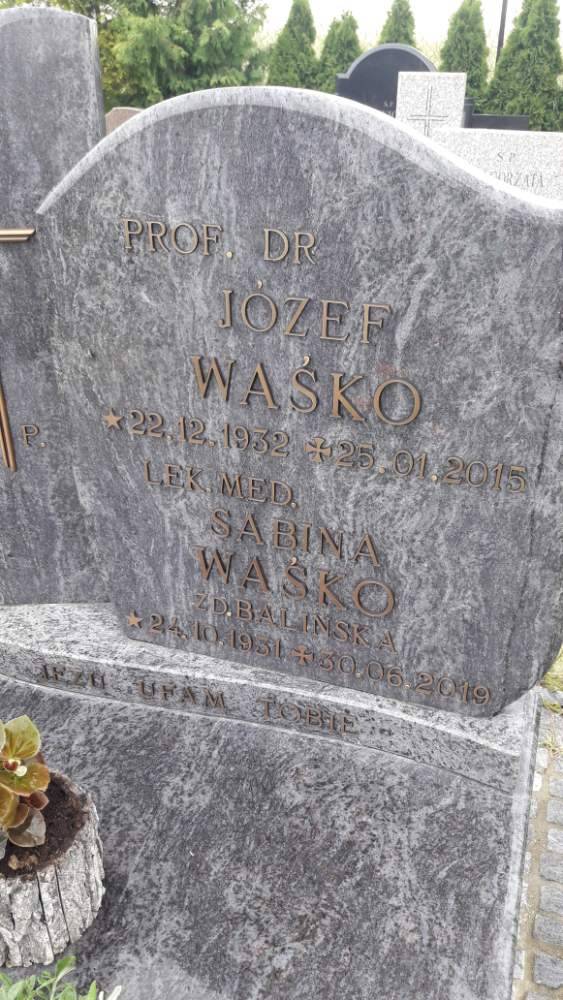 PROF. DR
JÓZEF
WAŚKO
22.12.1932 25.01.2015
P.
LEK. MED.
SABINA
WAŚKO
ZD. BALIŃSKA
24.10.1931 30.06.2019
JEZU UFAM TOBIE
S.P.